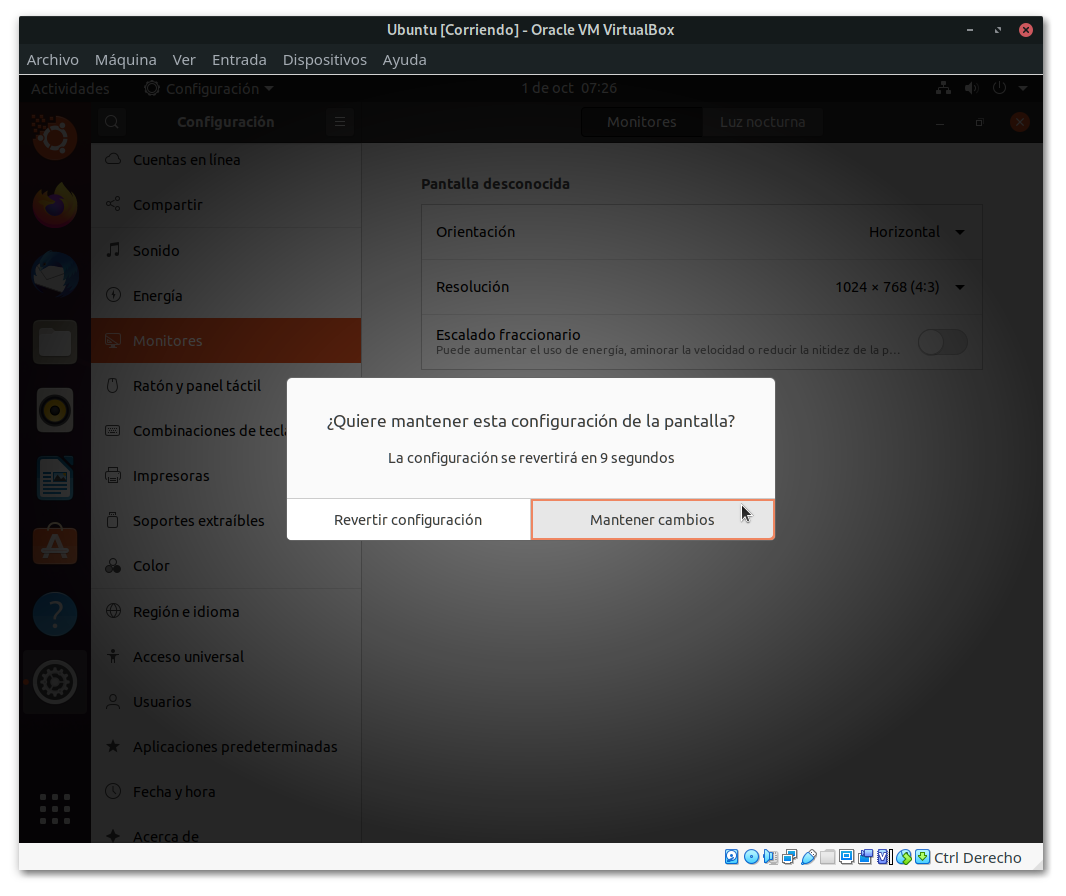 Ubuntu [Corriendo] - Oracle VM VirtualBox
Archivo Máquina Ver Entrada Dispositivos Ayuda
Actividades Configuración 1 de oct 07:26
Configuración Monitores Luz nocturna
Cuentas en línea
Compartir
Sonido
Energía
Monitores
Ratón y panel táctil
Combinaciones de tecla
Impresoras
Soportes extraíbles
Color
Región e idioma
Acceso universal
Usuarios
Aplicaciones predeterminadas
Fecha y hora
Acerca de
Pantalla desconocida
Orientación Horizontal
Resolución 1024 × 768 (4:3)
Escalado fraccionario
Puede aumentar el uso de energía, aminorar la velocidad o reducir la nitidez de la p…
¿Quiere mantener esta configuración de la pantalla?
La configuración se revertirá en 9 segundos
Revertir configuración Mantener cambios
Ctrl Derecho